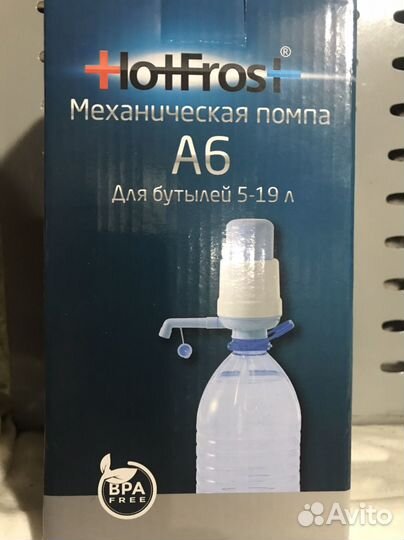 HotFrost®
Механическая помпа
А6
Для бутылей 5-19 л
BPA
FREE
Avito